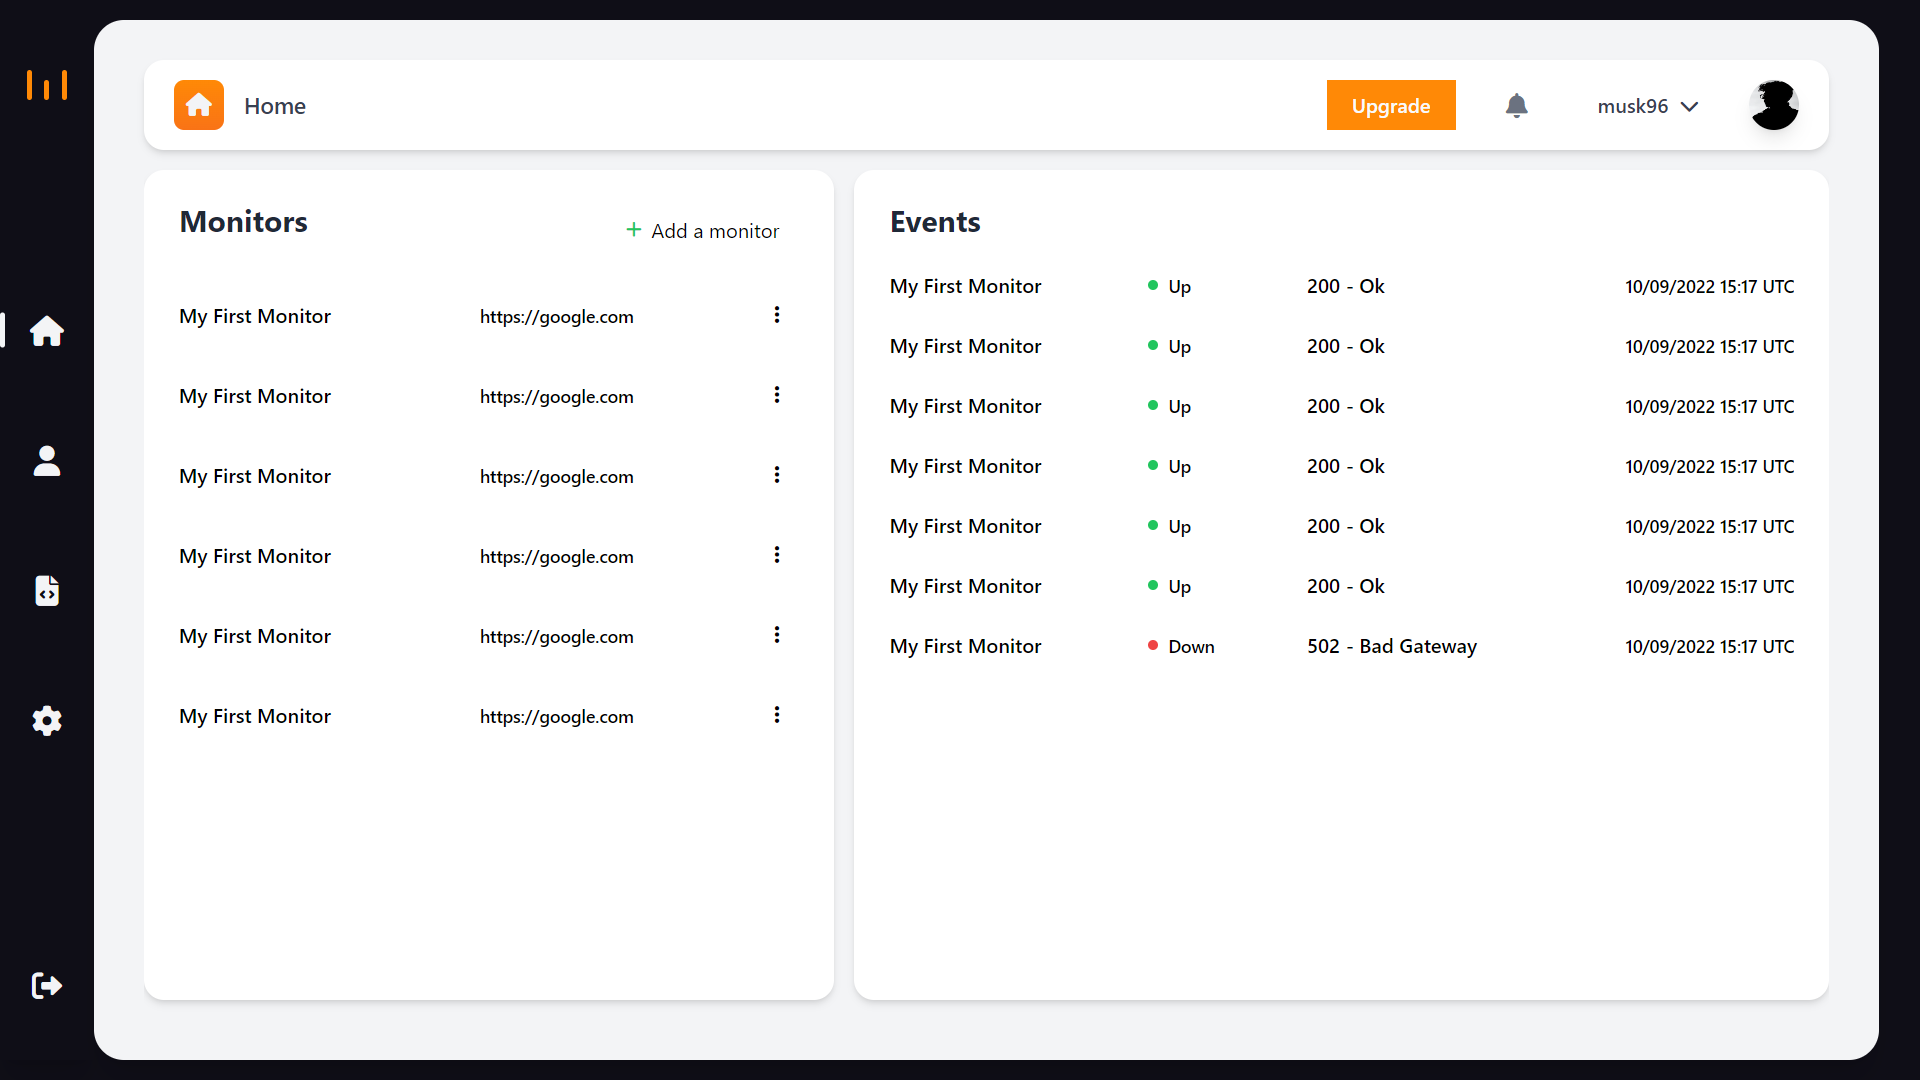 Home
Upgrade
musk96
Monitors
+ Add a monitor
My First Monitor https://google.com
My First Monitor https://google.com
My First Monitor https://google.com
My First Monitor https://google.com
My First Monitor https://google.com
My First Monitor https://google.com
Events
My First Monitor Up 200 - Ok 10/09/2022 15:17 UTC
My First Monitor Up 200 - Ok 10/09/2022 15:17 UTC
My First Monitor Up 200 - Ok 10/09/2022 15:17 UTC
My First Monitor Up 200 - Ok 10/09/2022 15:17 UTC
My First Monitor Up 200 - Ok 10/09/2022 15:17 UTC
My First Monitor Up 200 - Ok 10/09/2022 15:17 UTC
My First Monitor Down 502 - Bad Gateway 10/09/2022 15:17 UTC